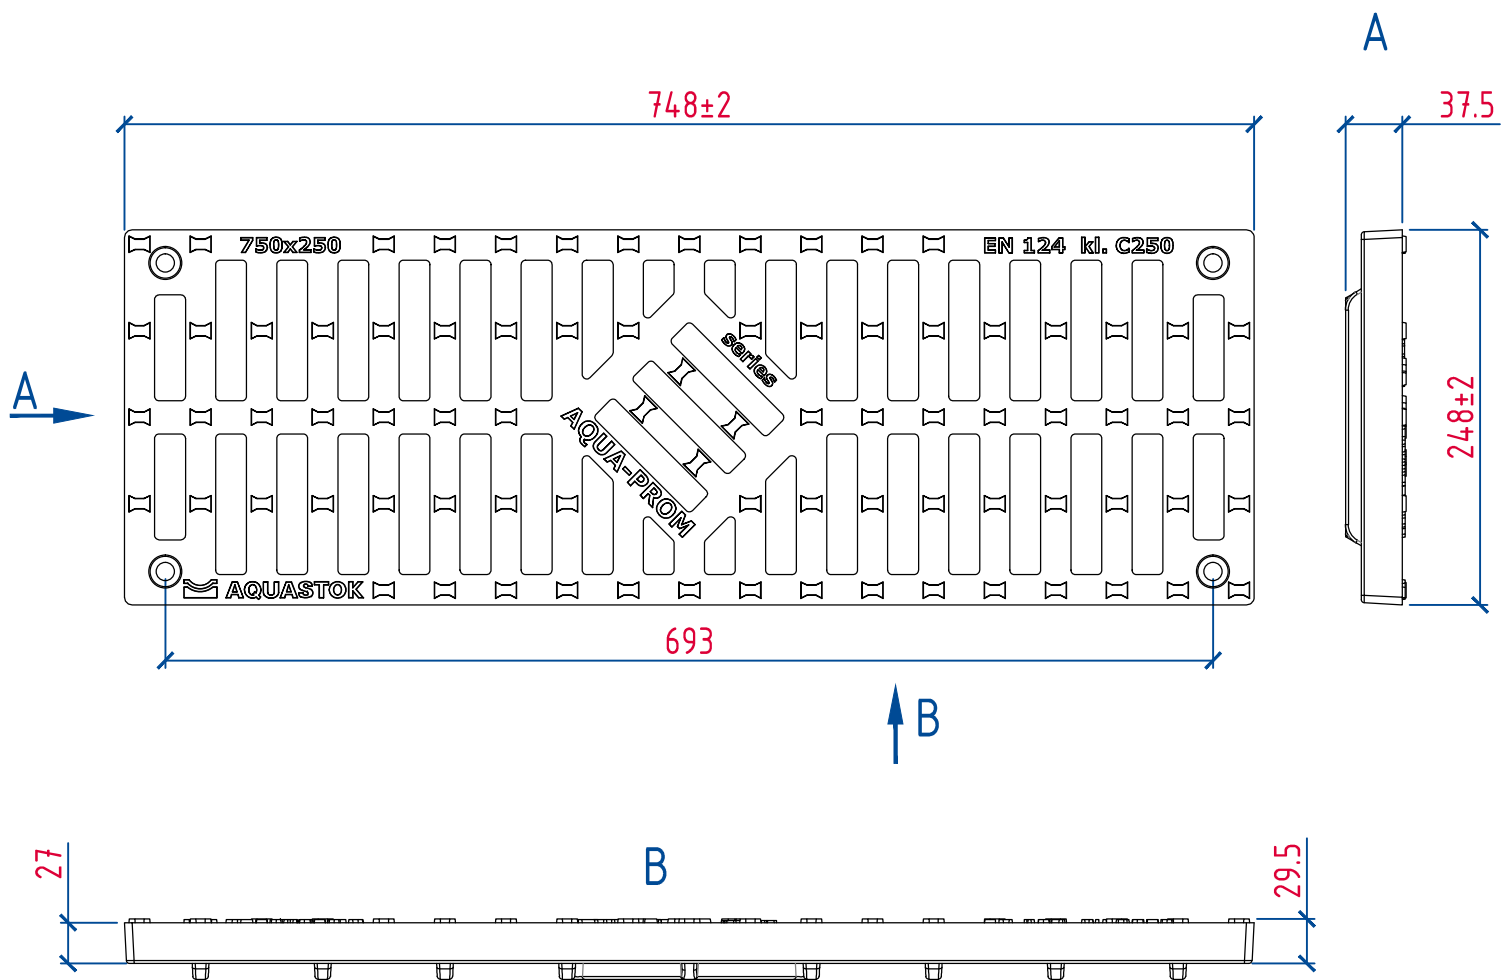 A
748±2
37.5
750x250
EN 124 kl. C250
series
A
248±2
AQUA-PROM
AQUASTOK
693
B
27
B
29.5